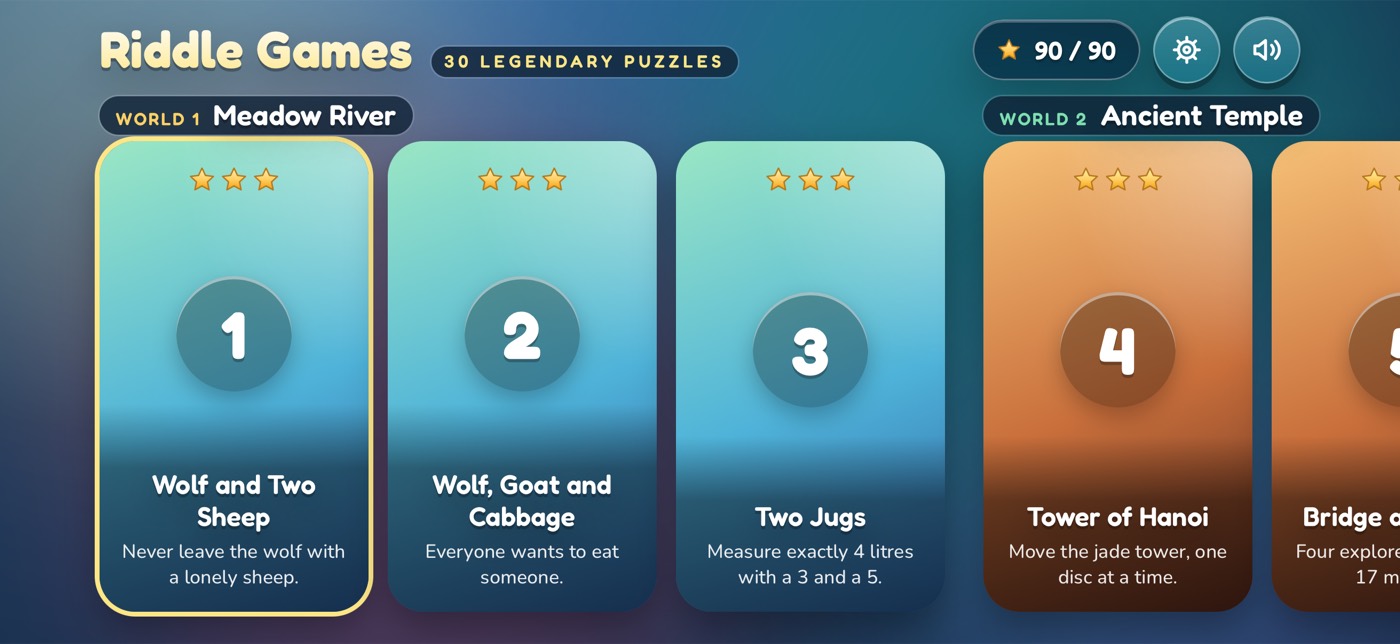 Riddle Games
30 LEGENDARY PUZZLES
90 / 90
WORLD 1 Meadow River
WORLD 2 Ancient Temple
1
Wolf and Two
Sheep
Never leave the wolf with
a lonely sheep.
2
Wolf, Goat and
Cabbage
Everyone wants to eat
someone.
3
Two Jugs
Measure exactly 4 litres
with a 3 and a 5.
4
Tower of Hanoi
Move the jade tower, one
disc at a time.
Bridge
Four
17